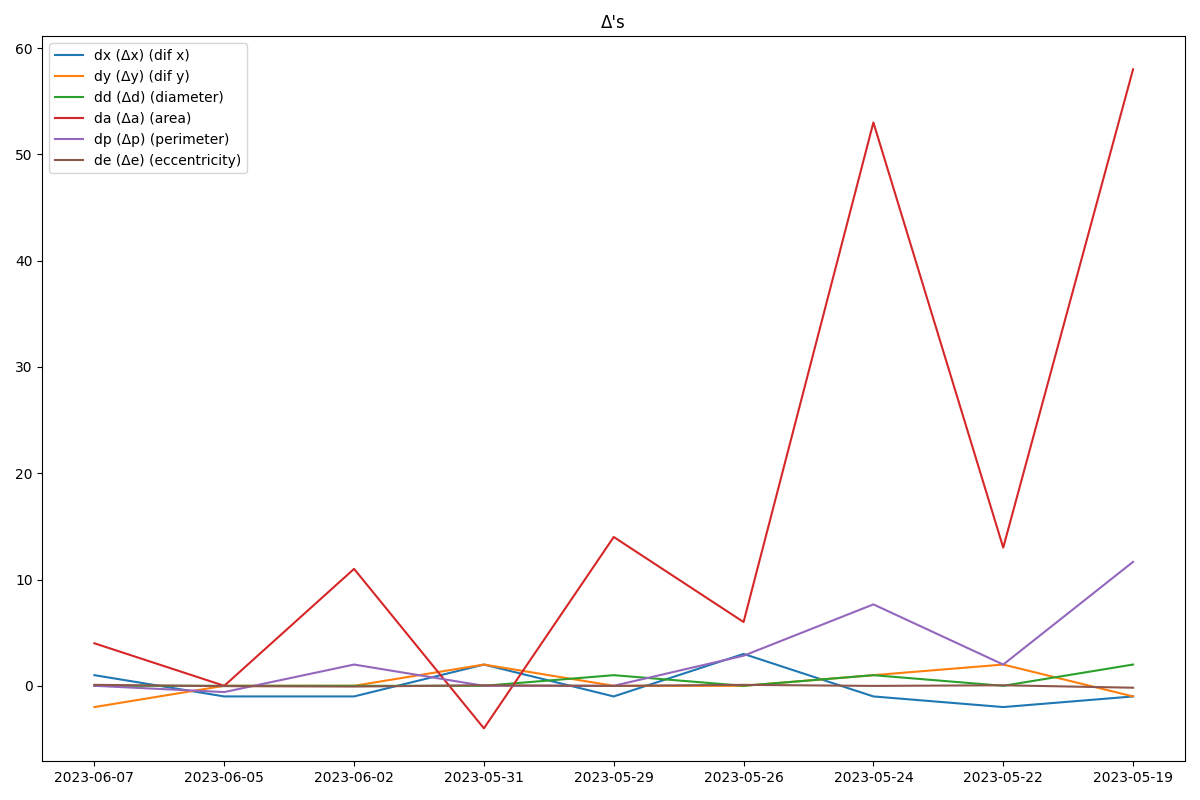 Δ's
dx (Δx) (dif x)
dy (Δy) (dif y)
dd (Δd) (diameter)
da (Δa) (area)
dp (Δp) (perimeter)
de (Δe) (eccentricity)
60
50
40
30
20
10
0
2023-06-07 2023-06-05 2023-06-02 2023-05-31 2023-05-29 2023-05-26 2023-05-24 2023-05-22 2023-05-19